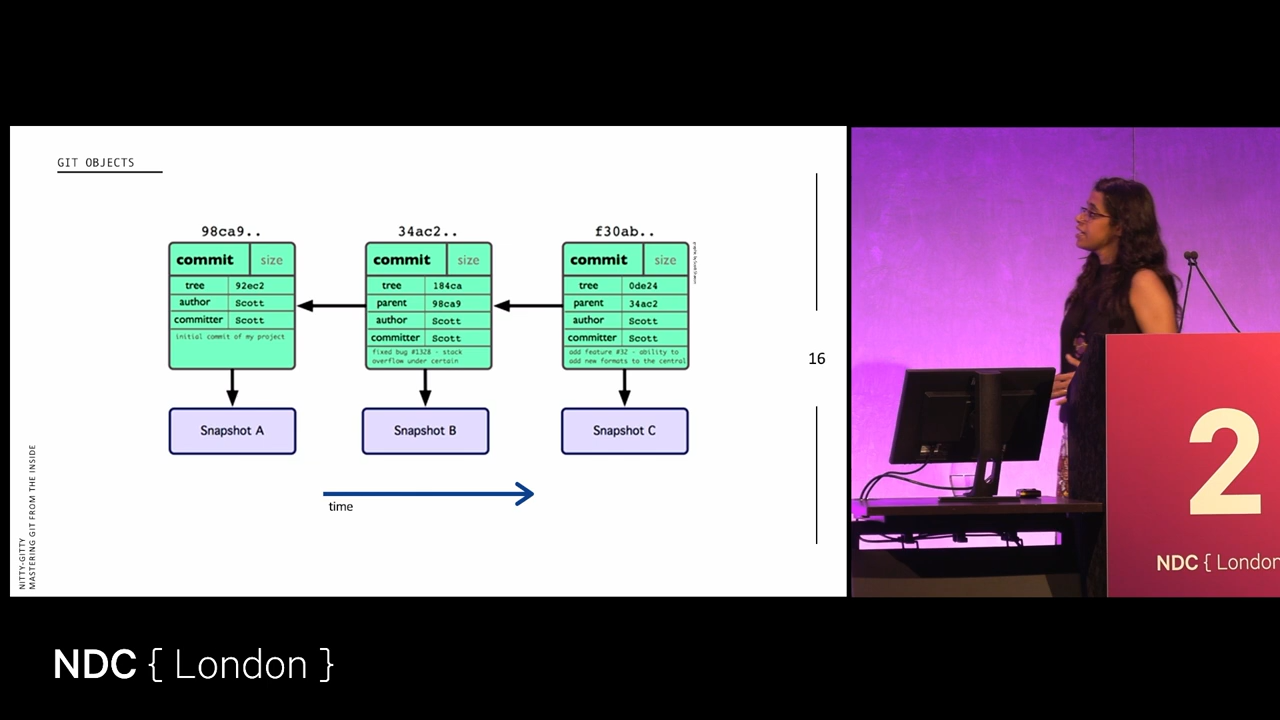 GIT OBJECTS
98ca9..
34ac2..
f30ab..
commit size
tree 92ec2
author Scott
committer Scott
initial commit of my project
commit size
tree 184ca
parent 98ca9
author Scott
committer Scott
fixed bug #1328 - stack
overflow under certain
commit size
tree 0de24
parent 34ac2
author Scott
committer Scott
add feature #32 - ability to
add new formats to the central
Snapshot A
Snapshot B
Snapshot C
time
16
NITTY-GITTY
MASTERING GIT FROM THE INSIDE
2
NDC { London
NDC { London }